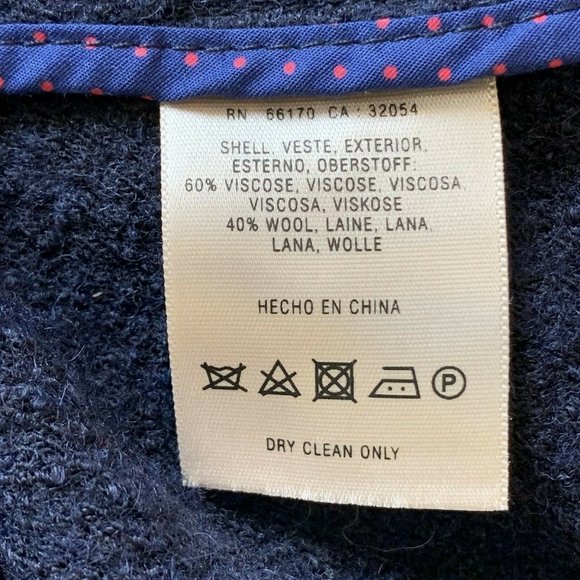 RN 66170 CA : 32054
SHELL, VESTE, EXTERIOR,
ESTERNO, OBERSTOFF:
60% VISCOSE, VISCOSE, VISCOSA,
VISCOSA, VISKOSE
40% WOOL, LAINE, LANA,
LANA, WOLLE
HECHO EN CHINA
P
DRY CLEAN ONLY